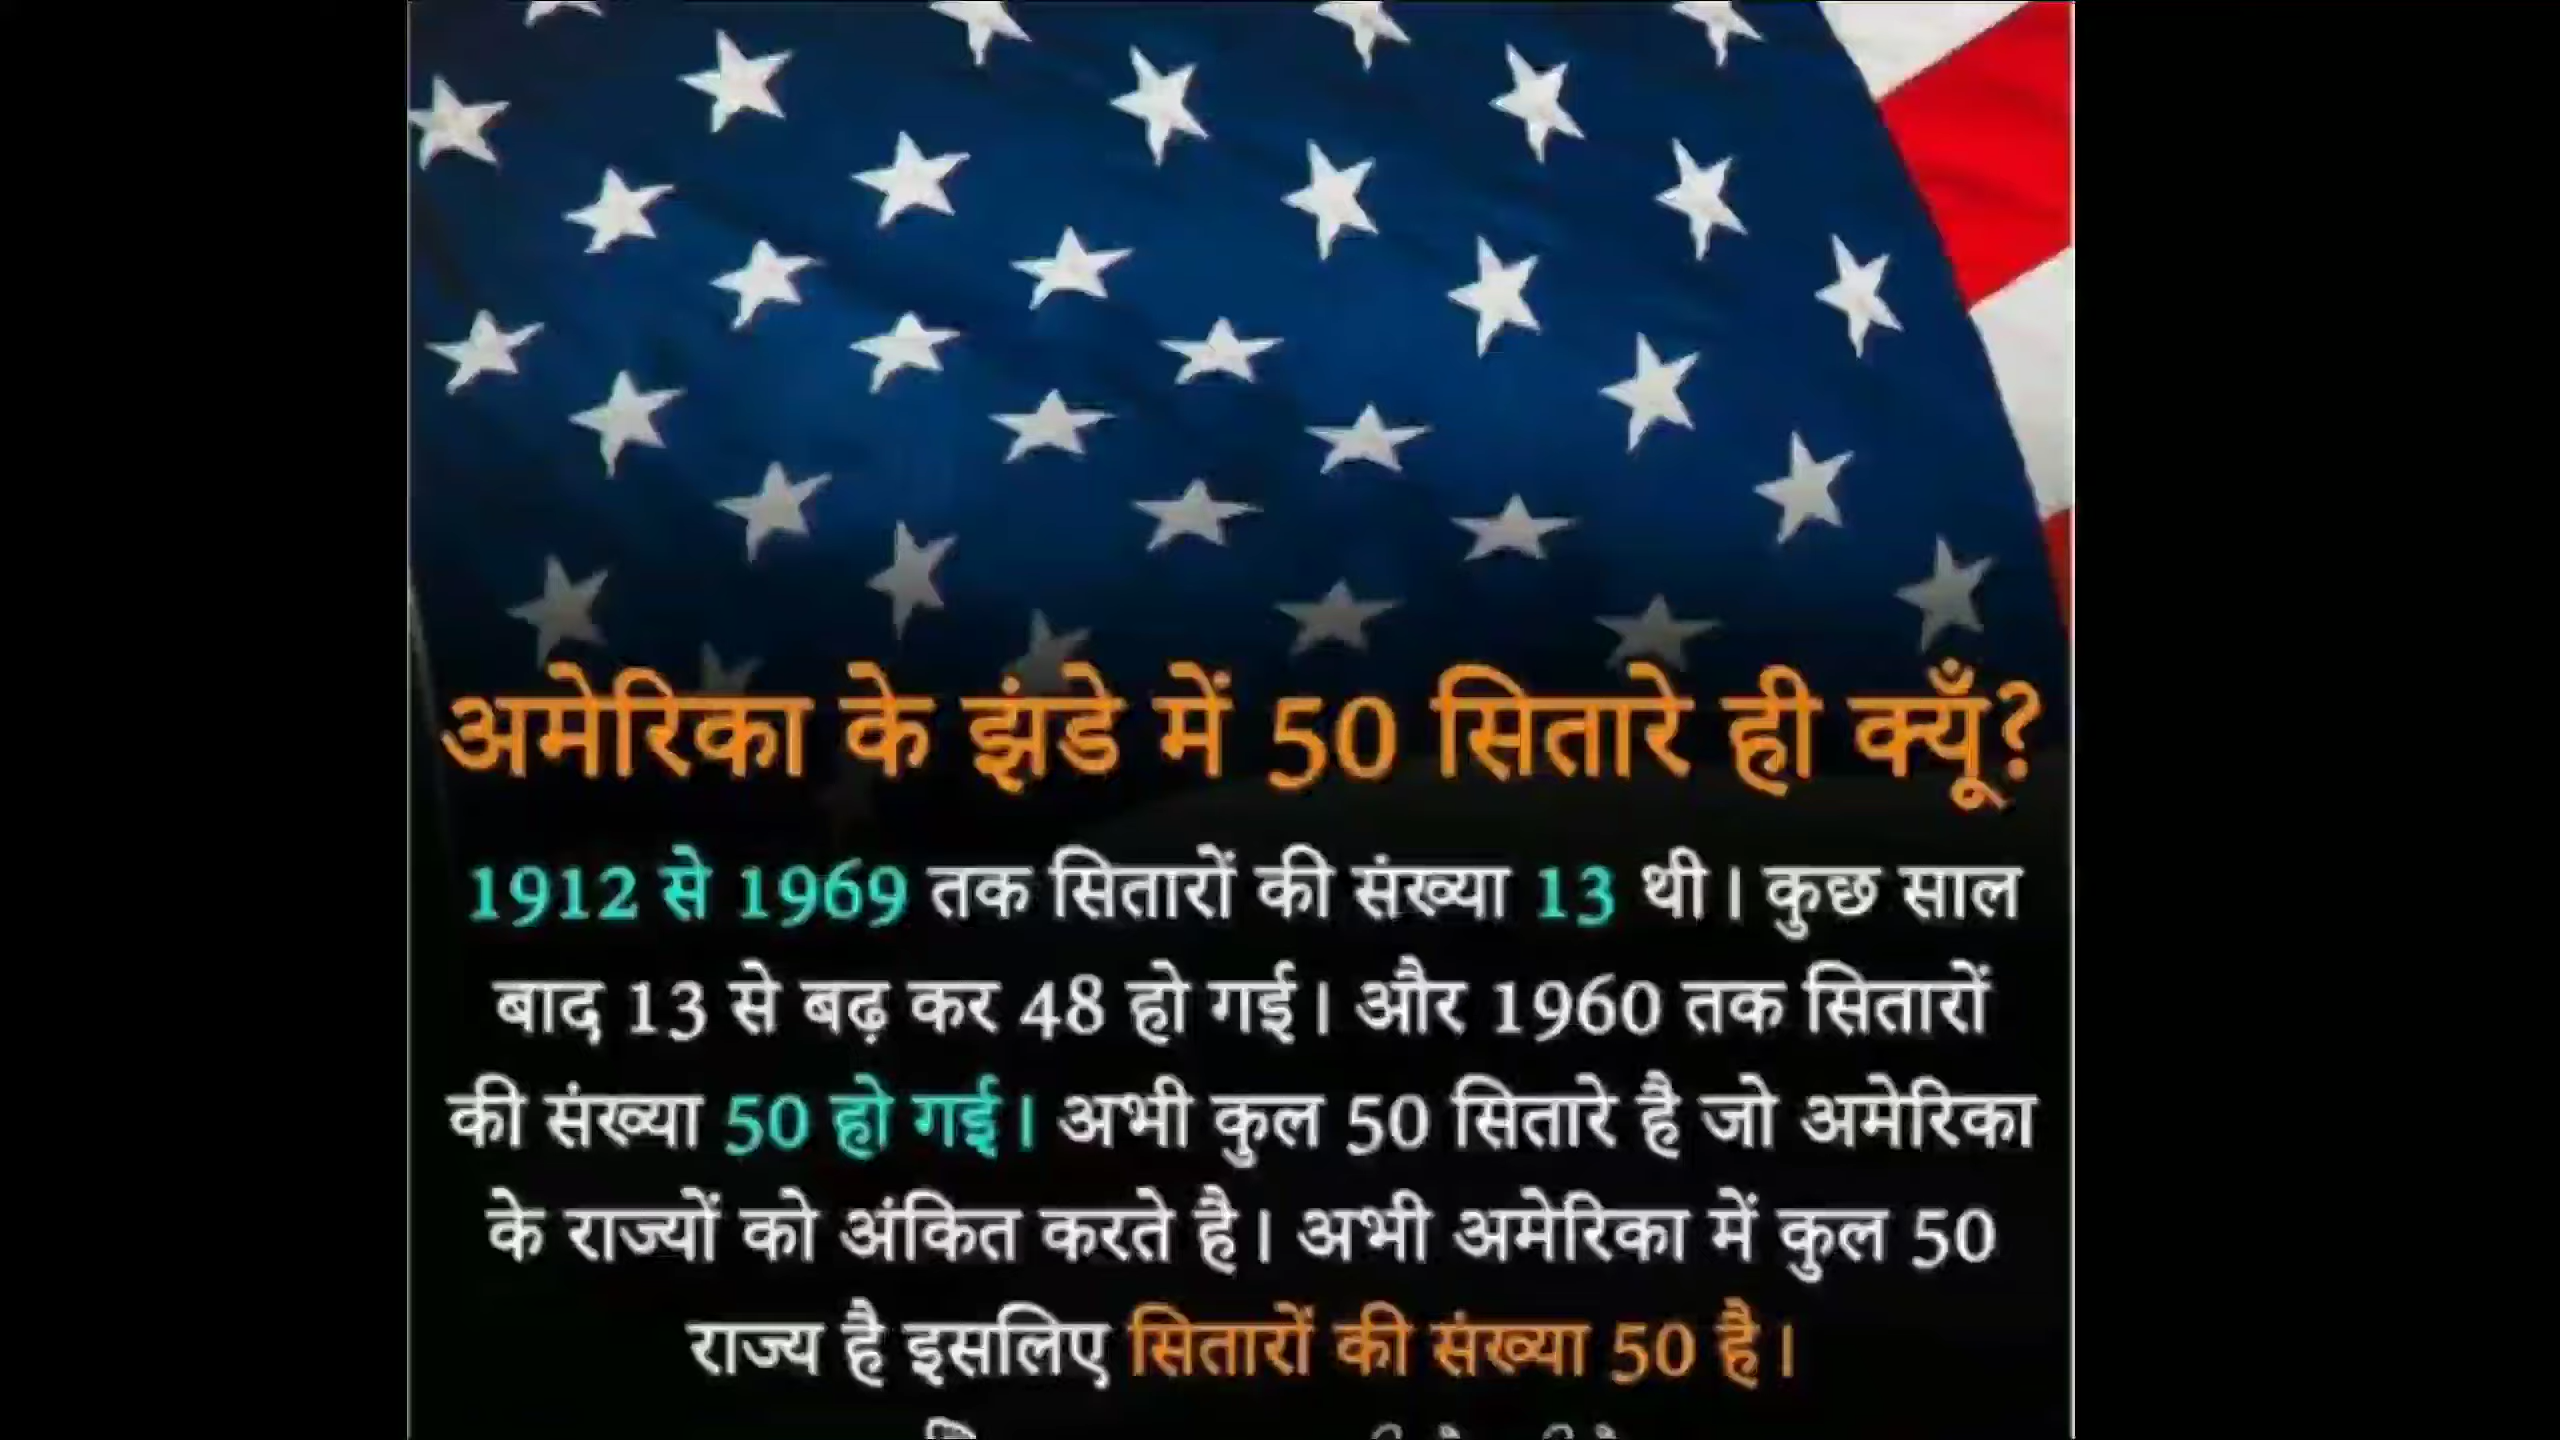 अमेरिका के झंडे में 50 सितारे ही क्यूँ?
1912 से 1969 तक सितारों की संख्या 13 थी। कुछ साल
बाद 13 से बढ़ कर 48 हो गई। और 1960 तक सितारों
की संख्या 50 हो गई। अभी कुल 50 सितारे है जो अमेरिका
के राज्यों को अंकित करते है। अभी अमेरिका में कुल 50
राज्य है इसलिए सितारों की संख्या 50 है।